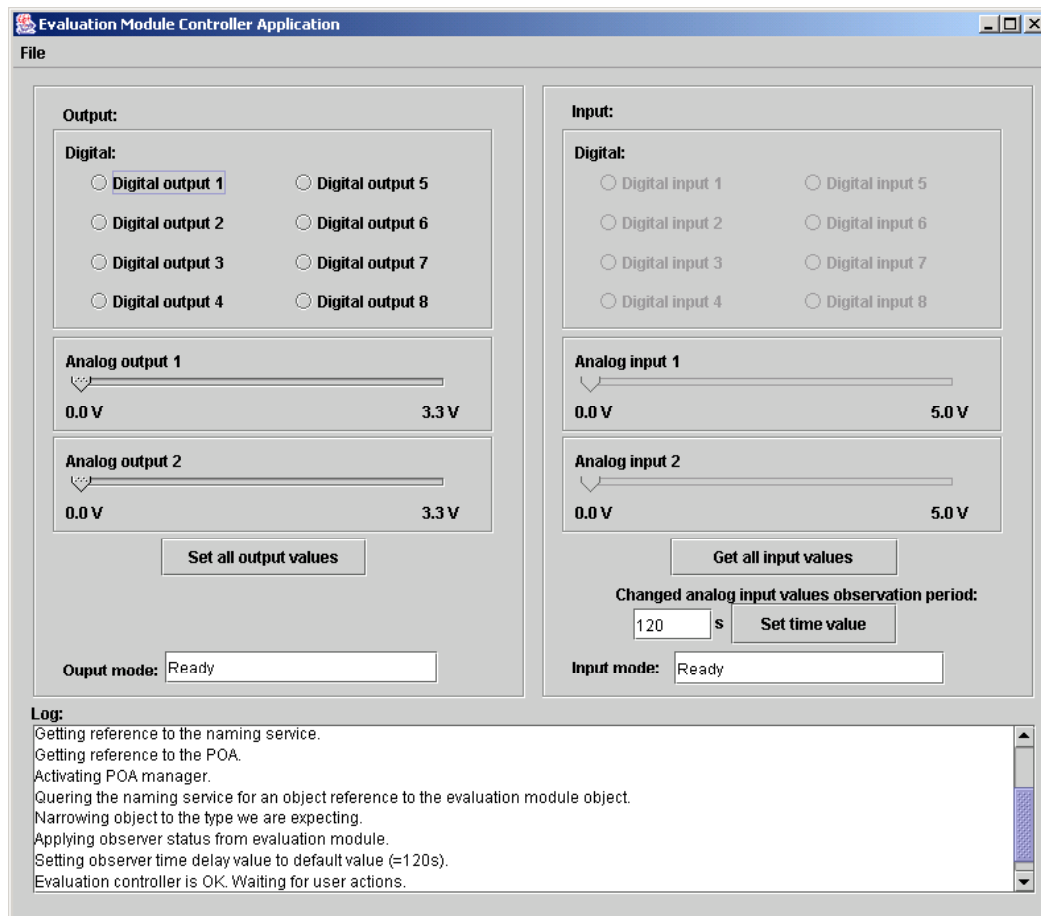 Evaluation Module Controller Application
File
Output:
Digital:
Digital output 1
Digital output 5
Digital output 2
Digital output 6
Digital output 3
Digital output 7
Digital output 4
Digital output 8
Analog output 1
0.0 V
3.3 V
Analog output 2
0.0 V
3.3 V
Set all output values
Ouput mode:
Ready
Input:
Digital:
Digital input 1
Digital input 5
Digital input 2
Digital input 6
Digital input 3
Digital input 7
Digital input 4
Digital input 8
Analog input 1
0.0 V
5.0 V
Analog input 2
0.0 V
5.0 V
Get all input values
Changed analog input values observation period:
120
s
Set time value
Input mode:
Ready
Log:
Getting reference to the naming service.
Getting reference to the POA.
Activating POA manager.
Quering the naming service for an object reference to the evaluation module object.
Narrowing object to the type we are expecting.
Applying observer status from evaluation module.
Setting observer time delay value to default value (=120s).
Evaluation controller is OK. Waiting for user actions.